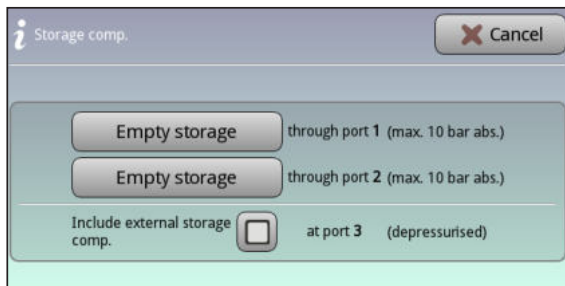 i Storage comp.
Cancel
Empty storage through port 1 (max. 10 bar abs.)
Empty storage through port 2 (max. 10 bar abs.)
Include external storage
comp. at port 3 (depressurised)